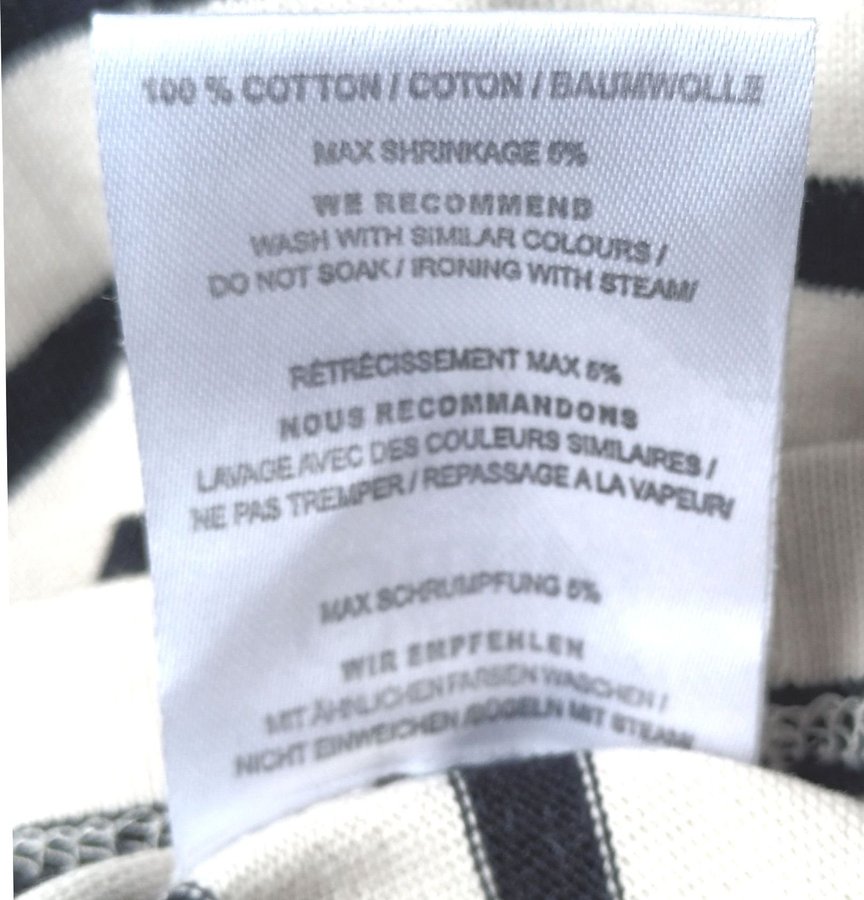 100 % COTTON / COTON / BAUMWOLLE
MAX SHRINKAGE 5%
WE RECOMMEND
WASH WITH SIMILAR COLOURS /
DO NOT SOAK / IRONING WITH STEAM/
RÉTRÉCISSEMENT MAX 5%
NOUS RECOMMANDONS
LAVAGE AVEC DES COULEURS SIMILAIRES /
NE PAS TREMPER / REPASSAGE A LA VAPEUR/
MAX SCHRUMPFUNG 5%
WIR EMPFEHLEN
MIT ÄHNLICHEN FARBEN WASCHEN /
NICHT EINWEICHEN /BÜGELN MIT STEAM/